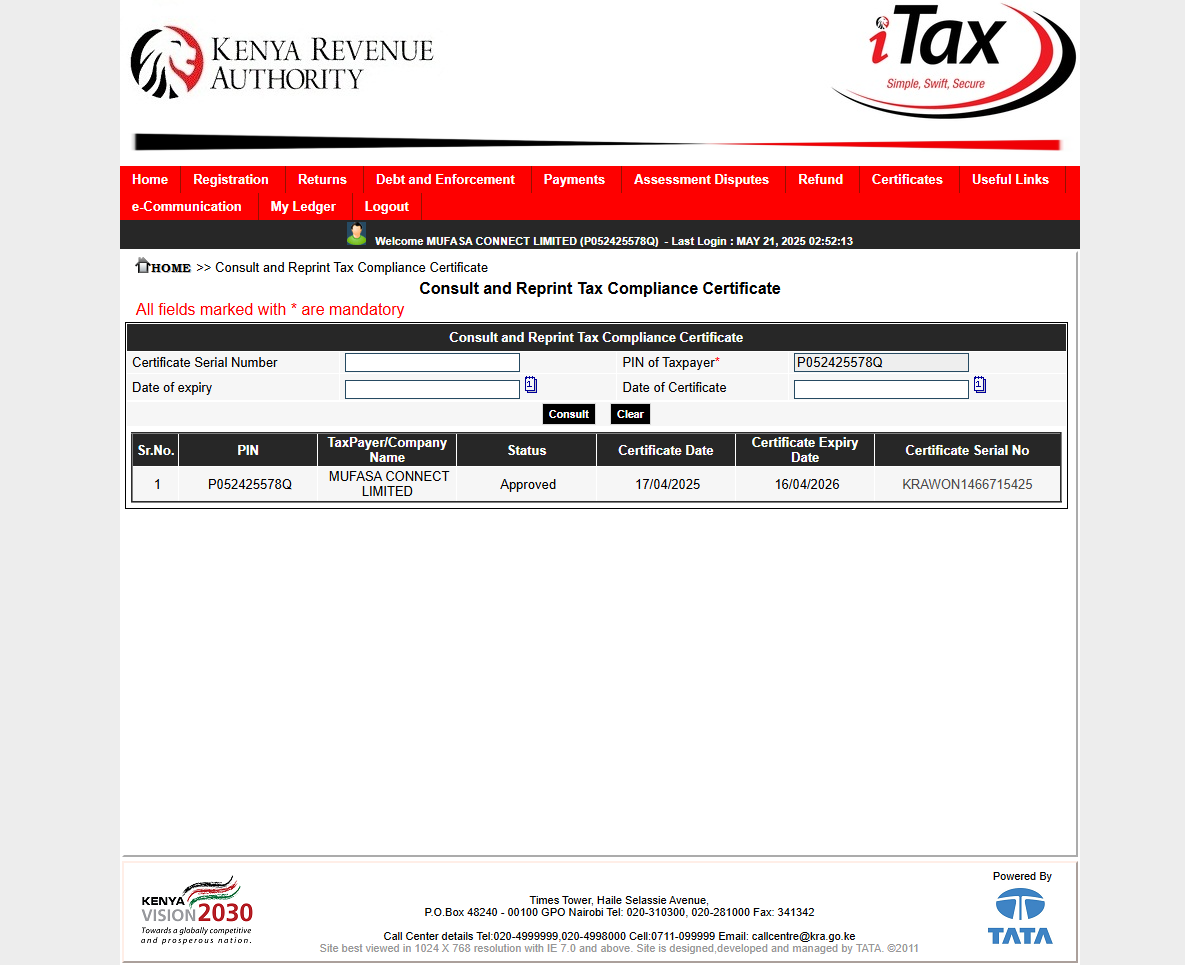 KENYA REVENUE
AUTHORITY
iTax
Simple, Swift, Secure
Home Registration Returns Debt and Enforcement Payments Assessment Disputes Refund Certificates Useful Links
e-Communication My Ledger Logout
Welcome MUFASA CONNECT LIMITED (P052425578Q) - Last Login : MAY 21, 2025 02:52:13
HOME >> Consult and Reprint Tax Compliance Certificate
Consult and Reprint Tax Compliance Certificate
All fields marked with * are mandatory
Consult and Reprint Tax Compliance Certificate
Certificate Serial Number PIN of Taxpayer* P052425578Q
Date of expiry 1 Date of Certificate 1
Consult Clear
Sr.No. PIN TaxPayer/Company Name Status Certificate Date Certificate Expiry Date Certificate Serial No
1 P052425578Q MUFASA CONNECT LIMITED Approved 17/04/2025 16/04/2026 KRAWON1466715425
KENYA
VISION 2030
Towards a globally competitive
and prosperous nation.
Times Tower, Haile Selassie Avenue,
P.O.Box 48240 - 00100 GPO Nairobi Tel: 020-310300, 020-281000 Fax: 341342
Call Center details Tel:020-4999999,020-4998000 Cell:0711-099999 Email: callcentre@kra.go.ke
Site best viewed in 1024 X 768 resolution with IE 7.0 and above. Site is designed,developed and managed by TATA. ©2011
Powered By
TATA